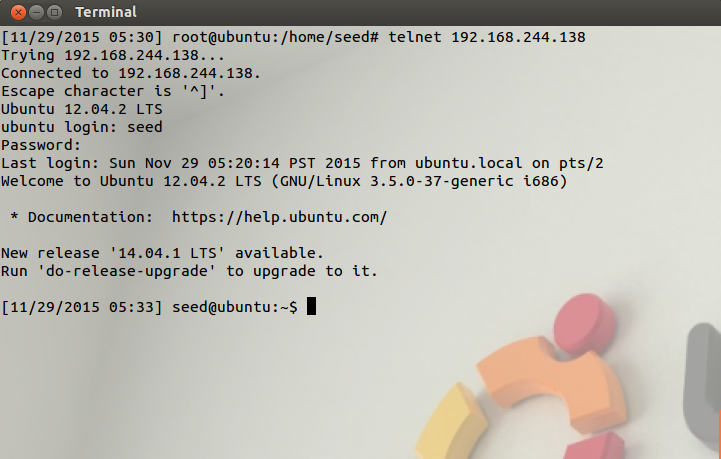 Terminal
[11/29/2015 05:30] root@ubuntu:/home/seed# telnet 192.168.244.138
Trying 192.168.244.138...
Connected to 192.168.244.138.
Escape character is '^]'.
Ubuntu 12.04.2 LTS
ubuntu login: seed
Password:
Last login: Sun Nov 29 05:20:14 PST 2015 from ubuntu.local on pts/2
Welcome to Ubuntu 12.04.2 LTS (GNU/Linux 3.5.0-37-generic i686)
 * Documentation:  https://help.ubuntu.com/
New release '14.04.1 LTS' available.
Run 'do-release-upgrade' to upgrade to it.
[11/29/2015 05:33] seed@ubuntu:~$